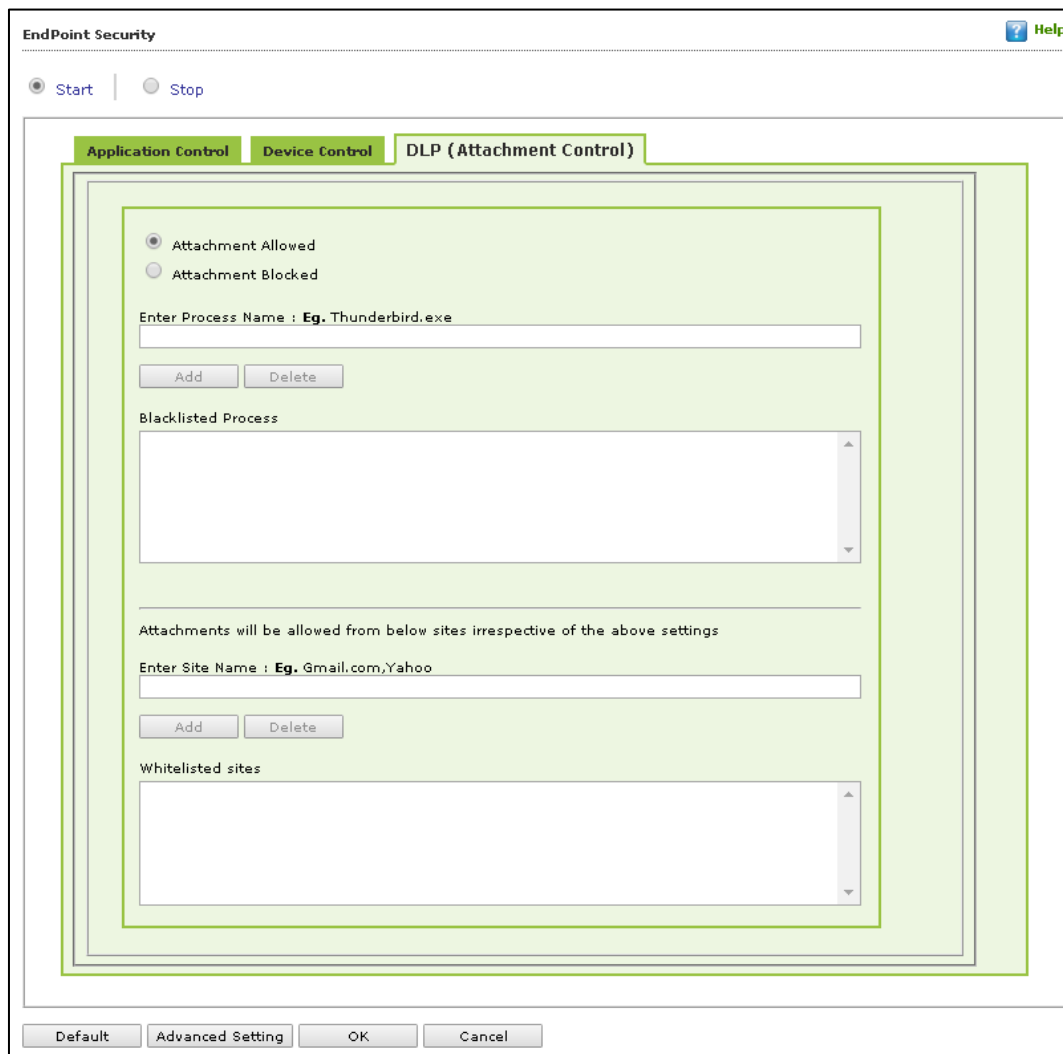 EndPoint Security
Help
Start
Stop
Application Control
Device Control
DLP (Attachment Control)
Attachment Allowed
Attachment Blocked
Enter Process Name : Eg. Thunderbird.exe
Add
Delete
Blacklisted Process
Attachments will be allowed from below sites irrespective of the above settings
Enter Site Name : Eg. Gmail.com,Yahoo
Add
Delete
Whitelisted sites
Default
Advanced Setting
OK
Cancel